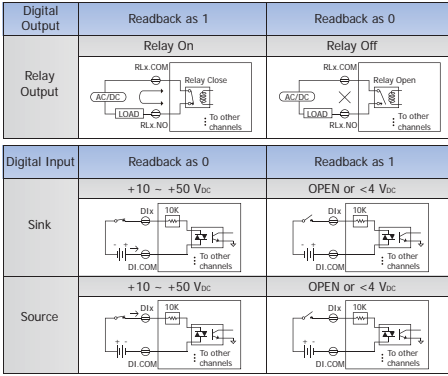 Digital Output
Readback as 1
Readback as 0
Relay Output
Relay On
Relay Off
RLx.COM
Relay Close
AC/DC
LOAD
RLx.NO
To other channels
RLx.COM
Relay Open
AC/DC
LOAD
RLx.NO
To other channels
Digital Input
Readback as 0
Readback as 1
Sink
+10 ~ +50 VDC
OPEN or <4 VDC
DIx
10K
- +
DI.COM
To other channels
DIx
10K
- +
DI.COM
To other channels
Source
+10 ~ +50 VDC
OPEN or <4 VDC
DIx
10K
+ -
DI.COM
To other channels
DIx
10K
+ -
DI.COM
To other channels